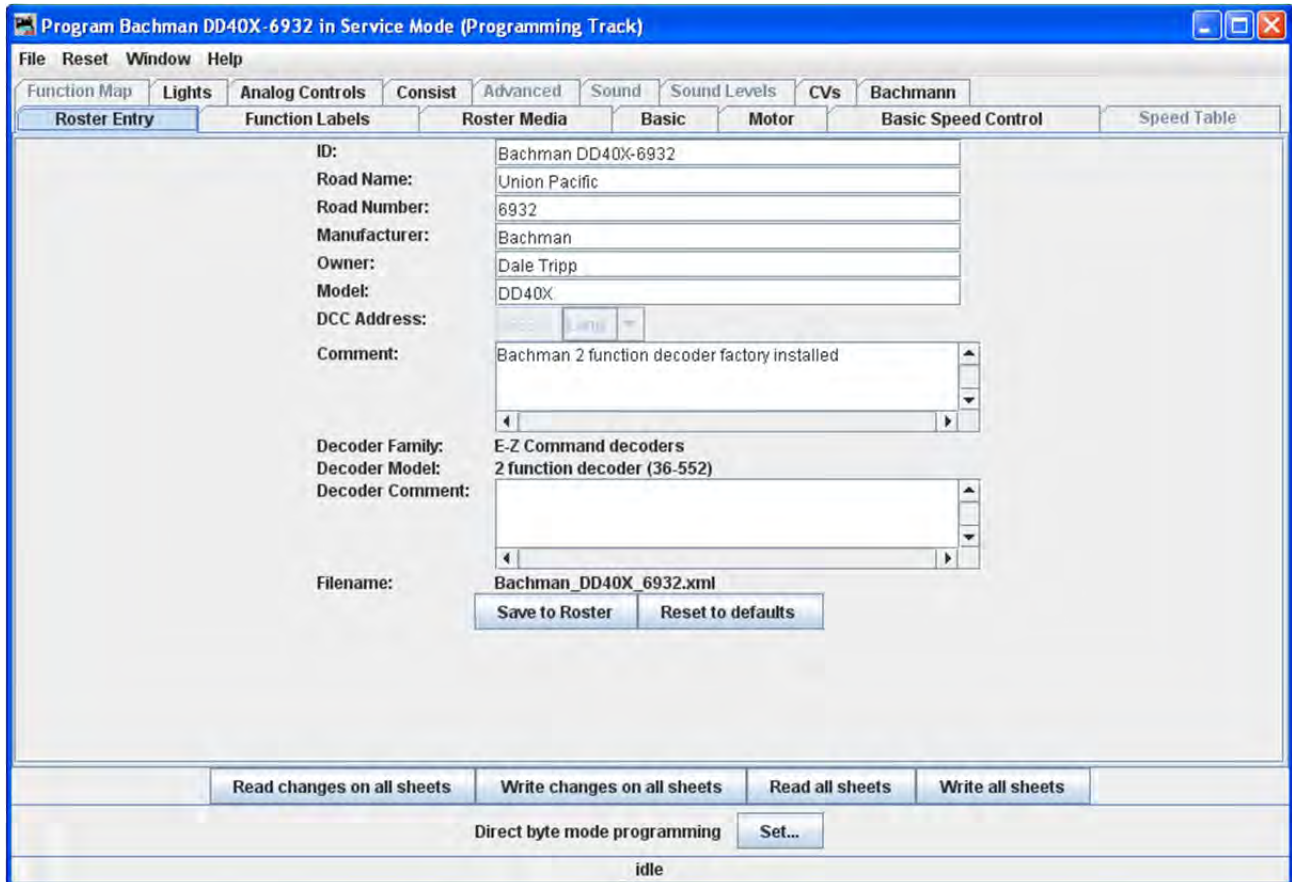 Program Bachman DD40X-6932 in Service Mode (Programming Track)
File Reset Window Help
Function Map Lights Analog Controls Consist Advanced Sound Sound Levels CVs Bachmann
Roster Entry Function Labels Roster Media Basic Motor Basic Speed Control Speed Table
ID: Bachman DD40X-6932
Road Name: Union Pacific
Road Number: 6932
Manufacturer: Bachman
Owner: Dale Tripp
Model: DD40X
DCC Address: Long
Comment: Bachman 2 function decoder factory installed
Decoder Family: E-Z Command decoders
Decoder Model: 2 function decoder (36-552)
Decoder Comment:
Filename: Bachman_DD40X_6932.xml
Save to Roster Reset to defaults
Read changes on all sheets Write changes on all sheets Read all sheets Write all sheets
Direct byte mode programming Set...
idle